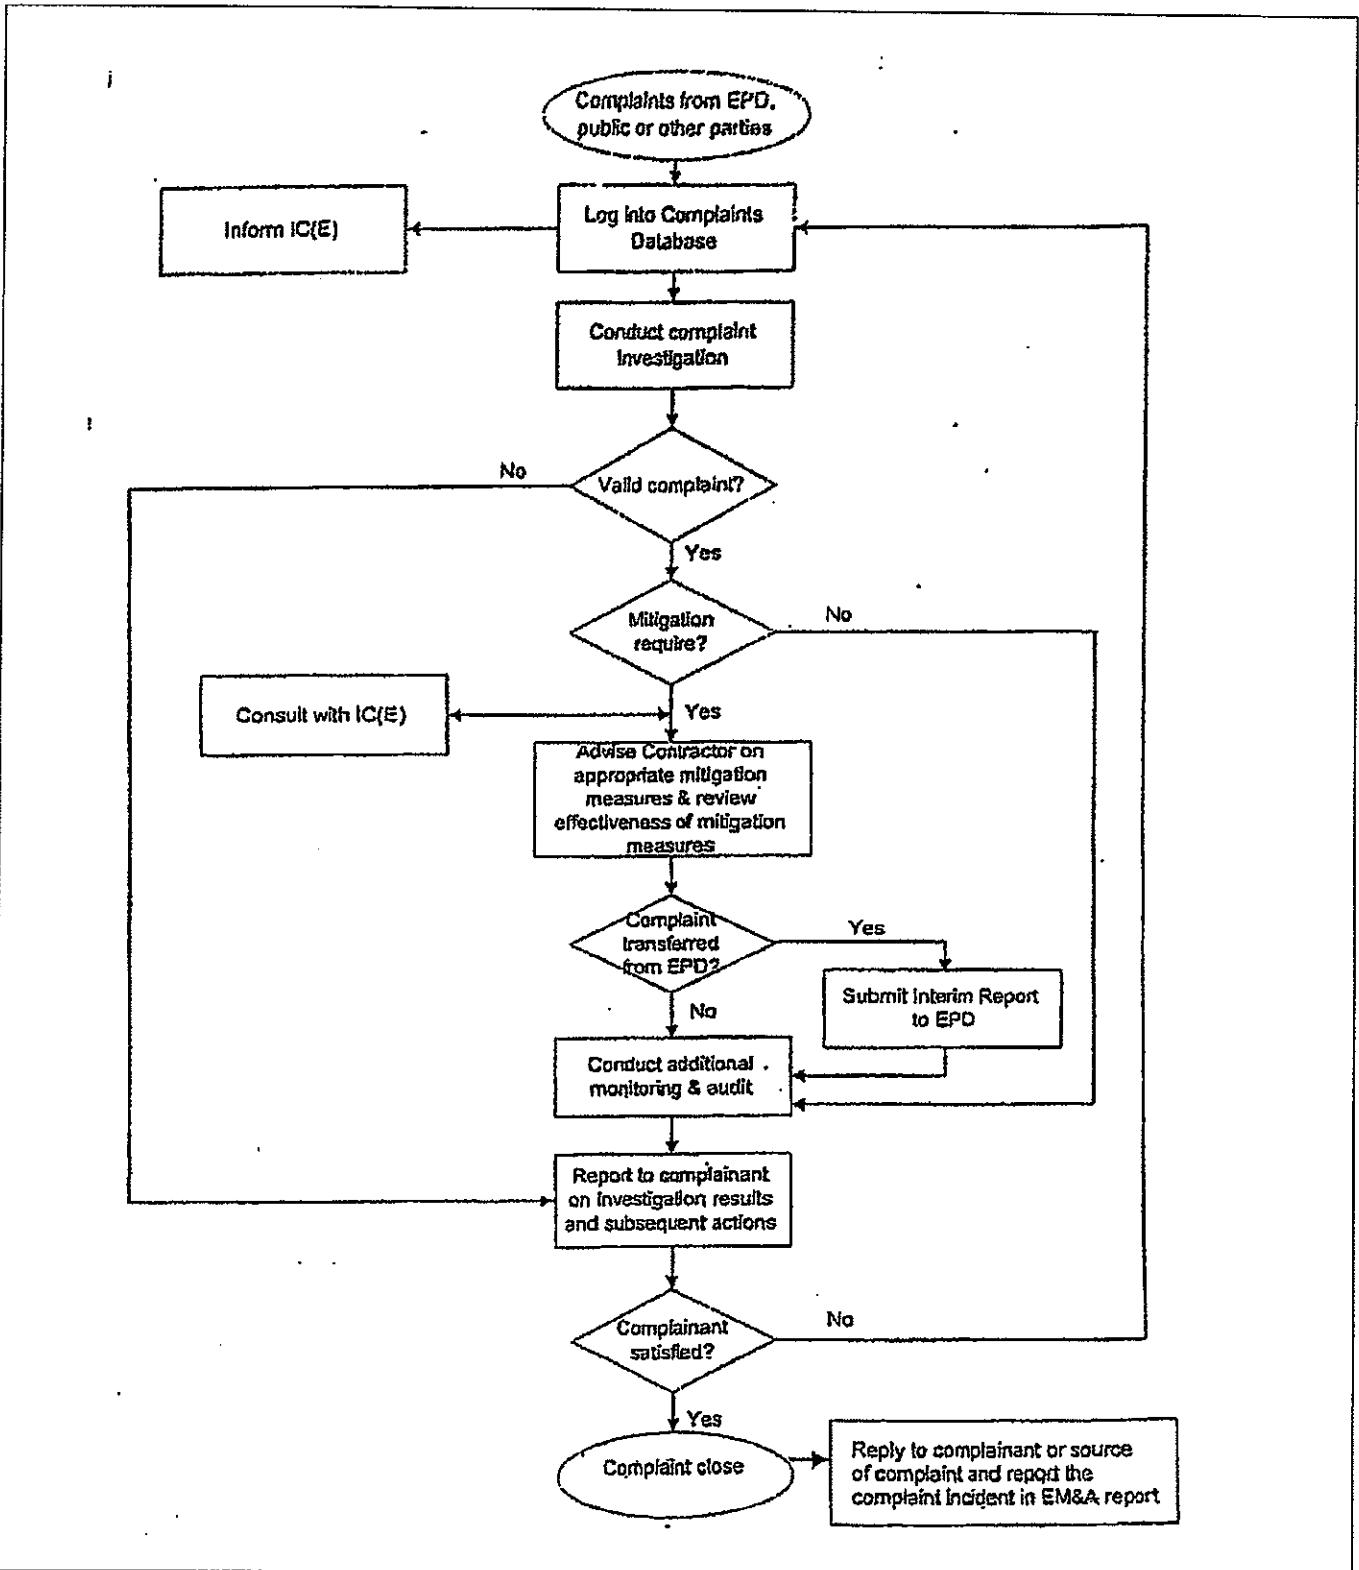 Complaints from EPD,
public or other parties
Log into Complaints
Database
Inform IC(E)
Conduct complaint
Investigation
Valid complaint?
No
Yes
Mitigation
require?
No
Yes
Consult with IC(E)
Advise Contractor on
appropriate mitigation
measures & review
effectiveness of mitigation
measures
Complaint
transferred
from EPD?
Yes
No
Submit Interim Report
to EPD
Conduct additional
monitoring & audit
Report to complainant
on investigation results
and subsequent actions
Complainant
satisfied?
No
Yes
Complaint close
Reply to complainant or source
of complaint and report the
complaint incident in EM&A report